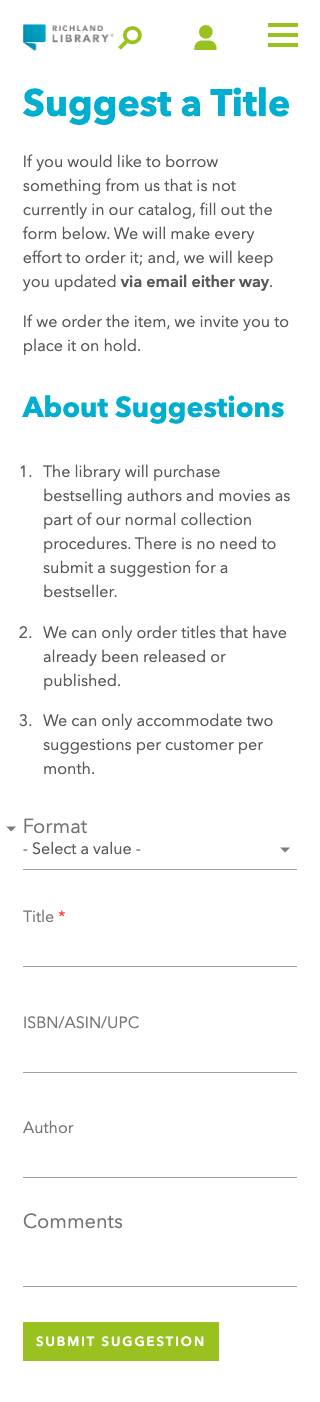 RICHLAND
LIBRARY
Suggest a Title
If you would like to borrow
something from us that is not
currently in our catalog, fill out the
form below. We will make every
effort to order it; and, we will keep
you updated via email either way.
If we order the item, we invite you to
place it on hold.
About Suggestions
1. The library will purchase
bestselling authors and movies as
part of our normal collection
procedures. There is no need to
submit a suggestion for a
bestseller.
2. We can only order titles that have
already been released or
published.
3. We can only accommodate two
suggestions per customer per
month.
Format
- Select a value -
Title *
ISBN/ASIN/UPC
Author
Comments
SUBMIT SUGGESTION